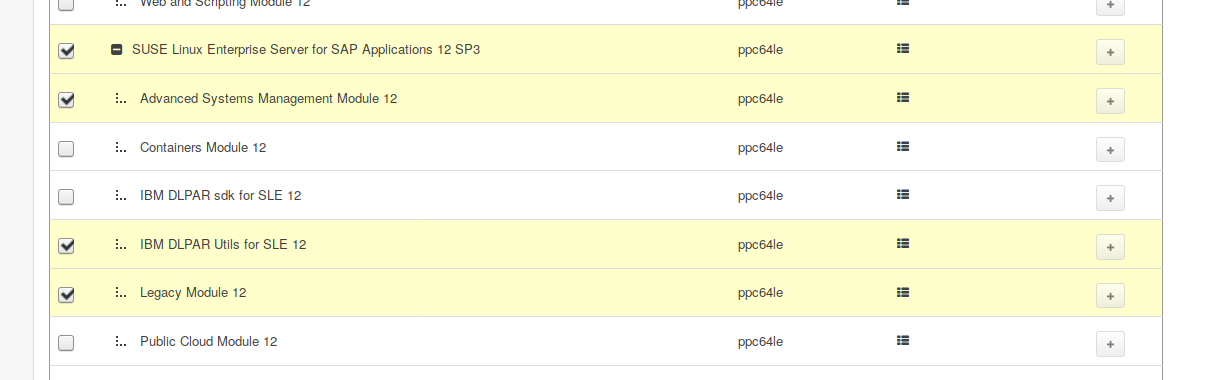 Web and Scripting Module 12 ppc64le
SUSE Linux Enterprise Server for SAP Applications 12 SP3 ppc64le
Advanced Systems Management Module 12 ppc64le
Containers Module 12 ppc64le
IBM DLPAR sdk for SLE 12 ppc64le
IBM DLPAR Utils for SLE 12 ppc64le
Legacy Module 12 ppc64le
Public Cloud Module 12 ppc64le